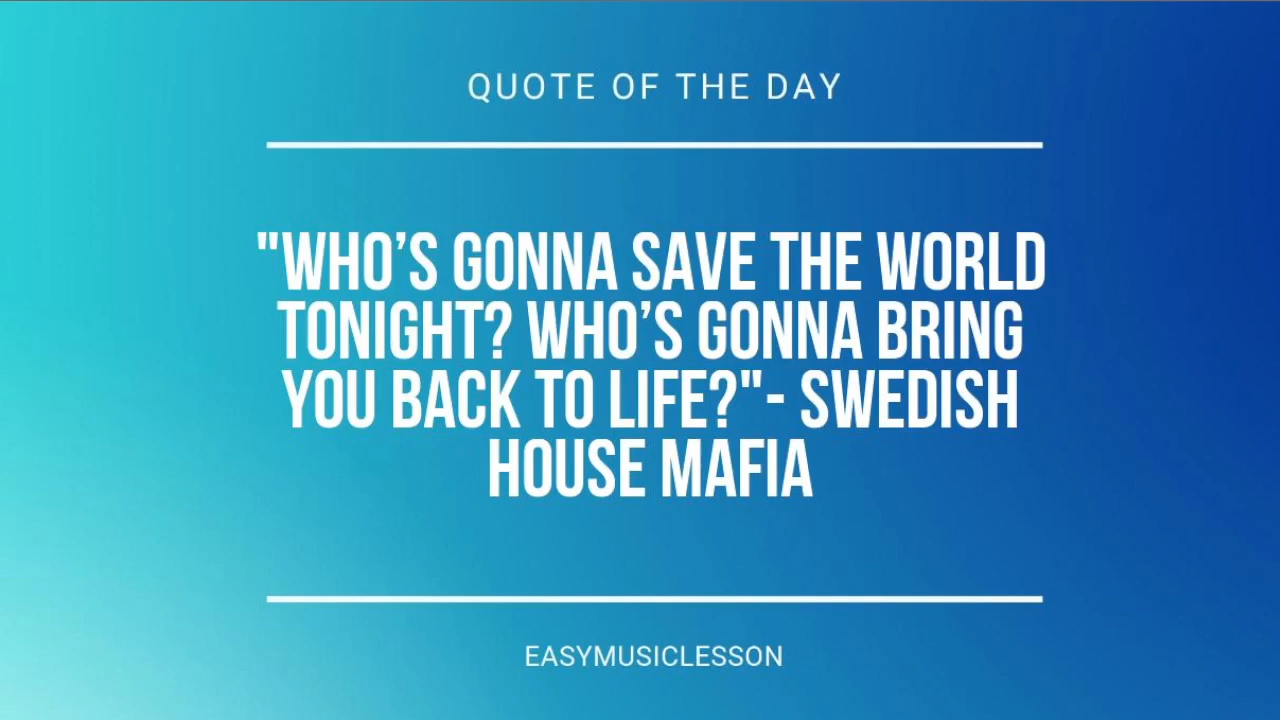 QUOTE OF THE DAY
"WHO’S GONNA SAVE THE WORLD
TONIGHT? WHO’S GONNA BRING
YOU BACK TO LIFE?"- SWEDISH
HOUSE MAFIA
EASYMUSICLESSON